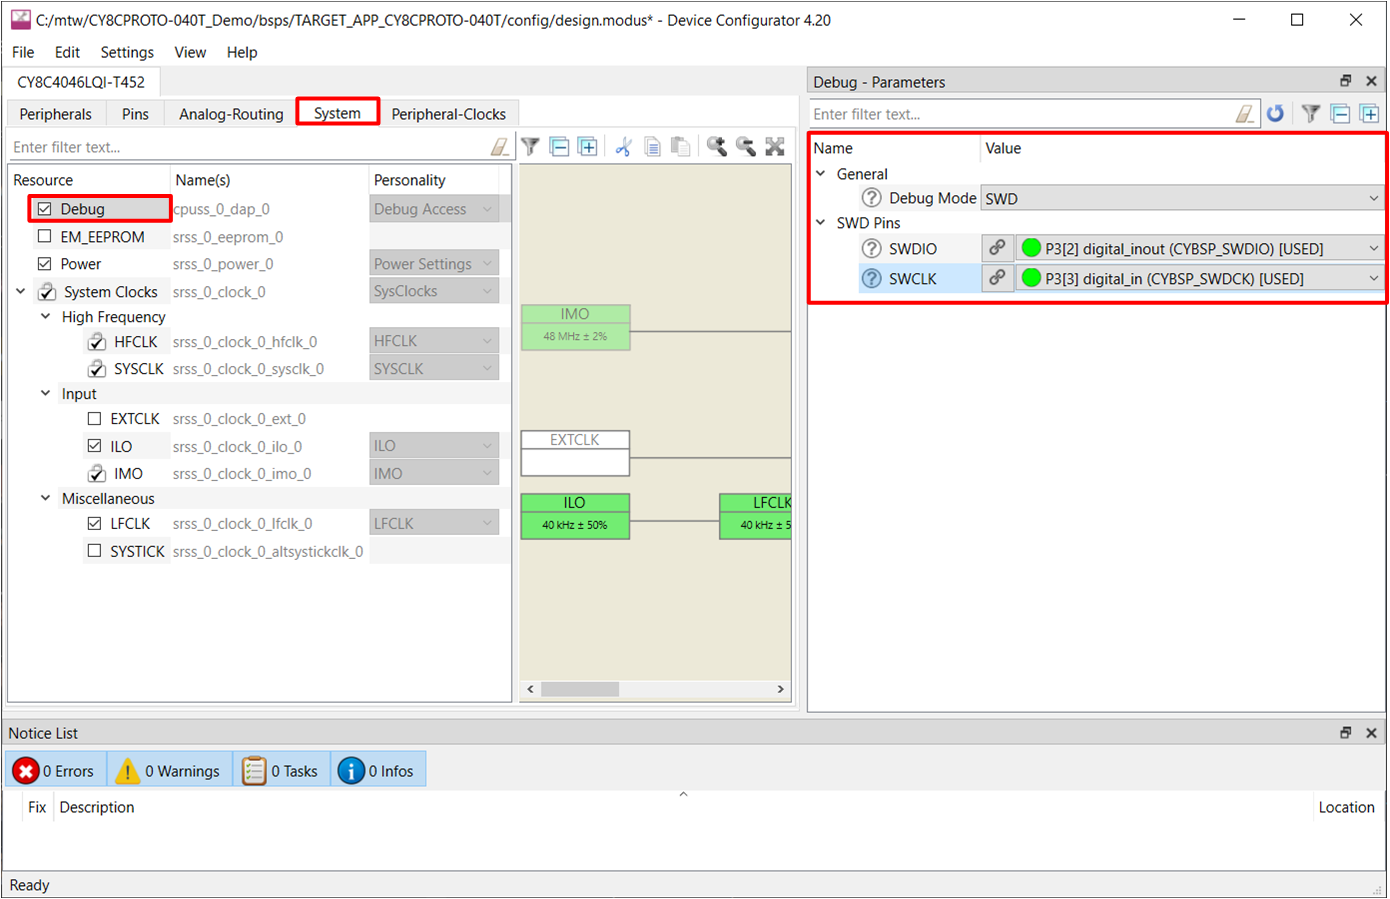 C:/mtw/CY8CPROTO-040T_Demo/bsps/TARGET_APP_CY8CPROTO-040T/config/design.modus* - Device Configurator 4.20
File Edit Settings View Help
CY8C4046LQI-T452
Peripherals Pins Analog-Routing System Peripheral-Clocks
Enter filter text...
Resource Name(s) Personality
Debug cpuss_0_dap_0 Debug Access
EM_EEPROM srss_0_eeprom_0
Power srss_0_power_0 Power Settings
System Clocks srss_0_clock_0 SysClocks
High Frequency
HFCLK srss_0_clock_0_hfclk_0 HFCLK
SYSCLK srss_0_clock_0_sysclk_0 SYSCLK
Input
EXTCLK srss_0_clock_0_ext_0
ILO srss_0_clock_0_ilo_0 ILO
IMO srss_0_clock_0_imo_0 IMO
Miscellaneous
LFCLK srss_0_clock_0_lfclk_0 LFCLK
SYSTICK srss_0_clock_0_altsystickclk_0
IMO
48 MHz ± 2%
EXTCLK
ILO
40 kHz ± 50%
LFCLK
40 kHz ± 5
Debug - Parameters
Enter filter text...
Name Value
General
Debug Mode SWD
SWD Pins
SWDIO P3[2] digital_inout (CYBSP_SWDIO) [USED]
SWCLK P3[3] digital_in (CYBSP_SWDCK) [USED]
Notice List
0 Errors 0 Warnings 0 Tasks 0 Infos
Fix Description Location
Ready